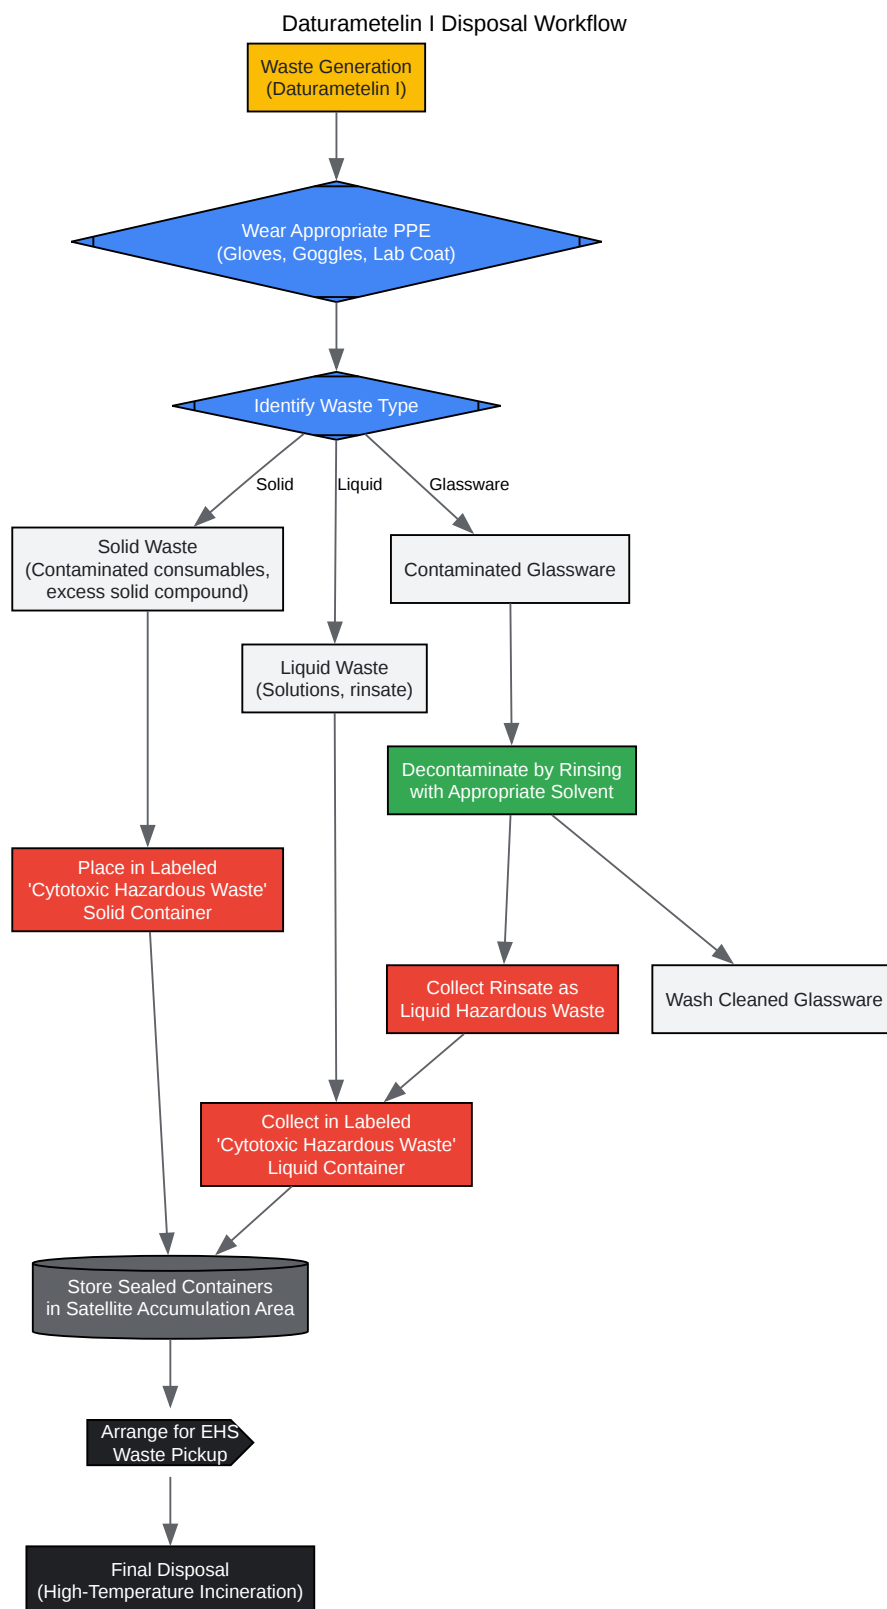 Daturametelin I Disposal Workflow
Waste Generation
(Daturametelin I)
Wear Appropriate PPE
(Gloves, Goggles, Lab Coat)
Identify Waste Type
Solid
Liquid
Glassware
Solid Waste
(Contaminated consumables,
excess solid compound)
Contaminated Glassware
Liquid Waste
(Solutions, rinsate)
Decontaminate by Rinsing
with Appropriate Solvent
Place in Labeled
'Cytotoxic Hazardous Waste'
Solid Container
Collect Rinsate as
Liquid Hazardous Waste
Wash Cleaned Glassware
Collect in Labeled
'Cytotoxic Hazardous Waste'
Liquid Container
Store Sealed Containers
in Satellite Accumulation Area
Arrange for EHS
Waste Pickup
Final Disposal
(High-Temperature Incineration)